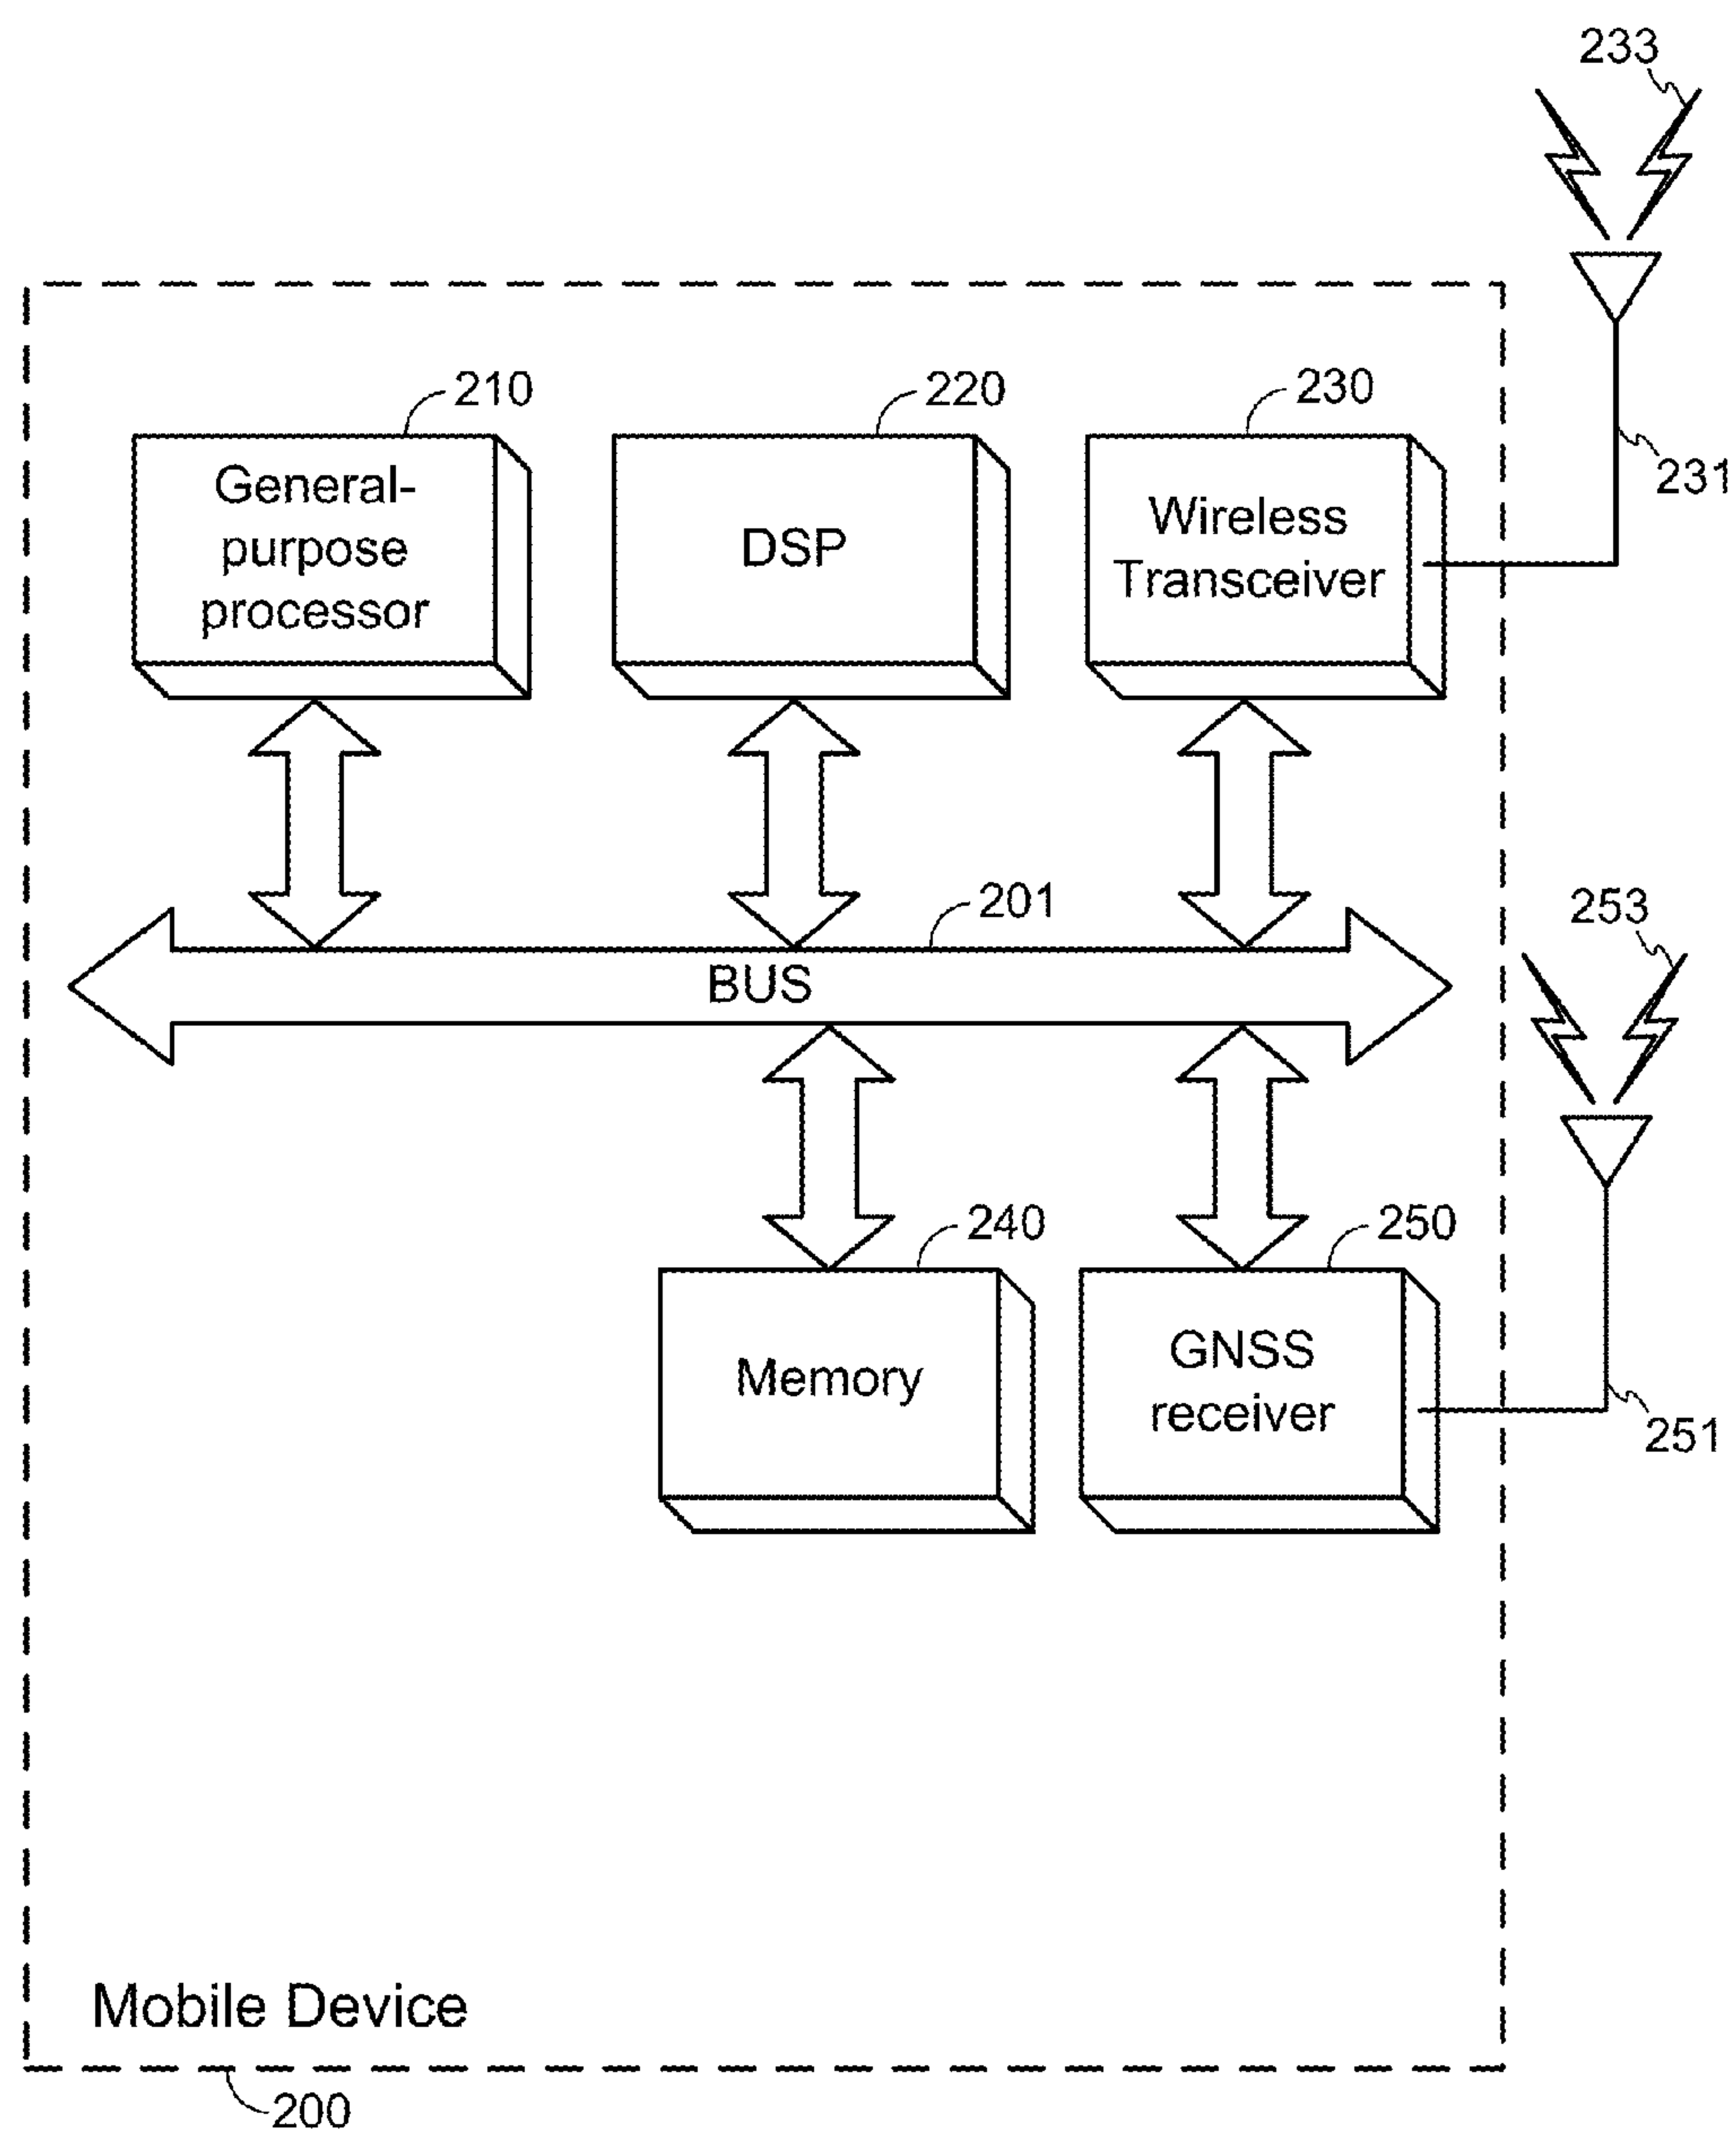 233
210
220
230
231
General-
purpose
processor
DSP
Wireless
Transceiver
201
253
BUS
240
250
Memory
GNSS
receiver
251
Mobile Device
200